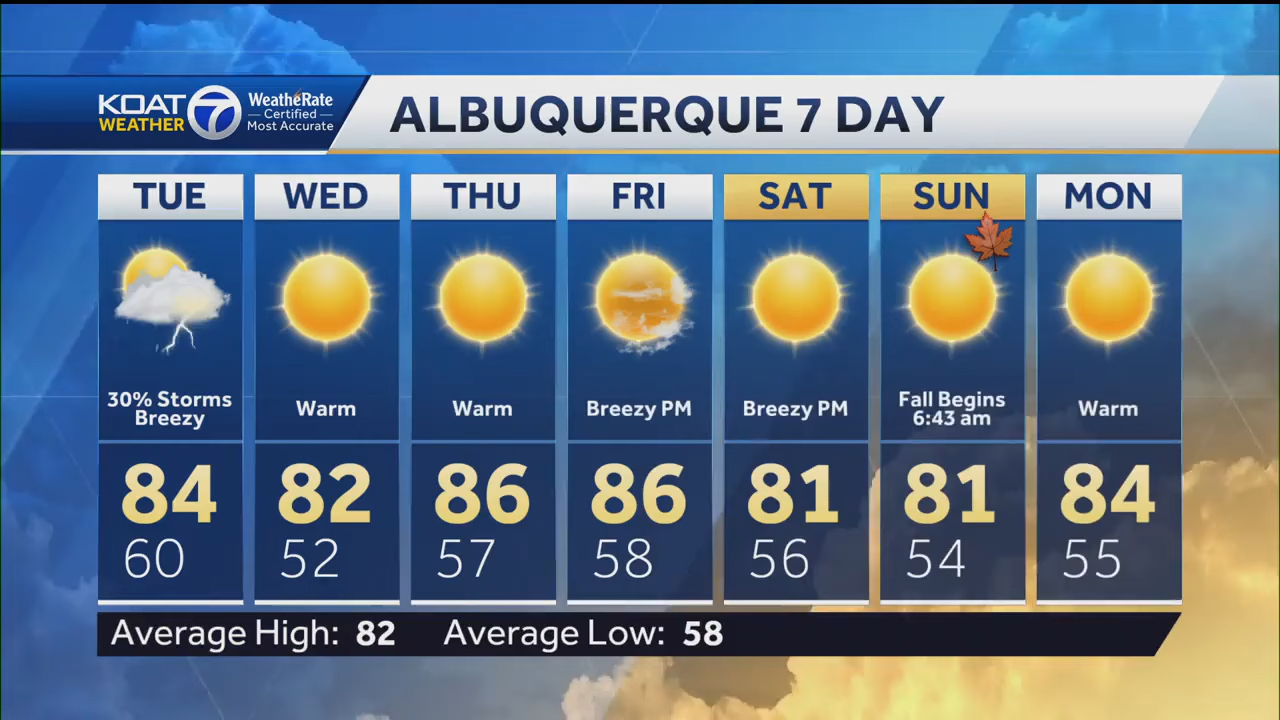 KOAT
WEATHER
7
WeatheRate
Certified
Most Accurate
ALBUQUERQUE 7 DAY
TUE
30% Storms
Breezy
84
60
WED
Warm
82
52
THU
Warm
86
57
FRI
Breezy PM
86
58
SAT
Breezy PM
81
56
SUN
Fall Begins
6:43 am
81
54
MON
Warm
84
55
Average High: 82 Average Low: 58